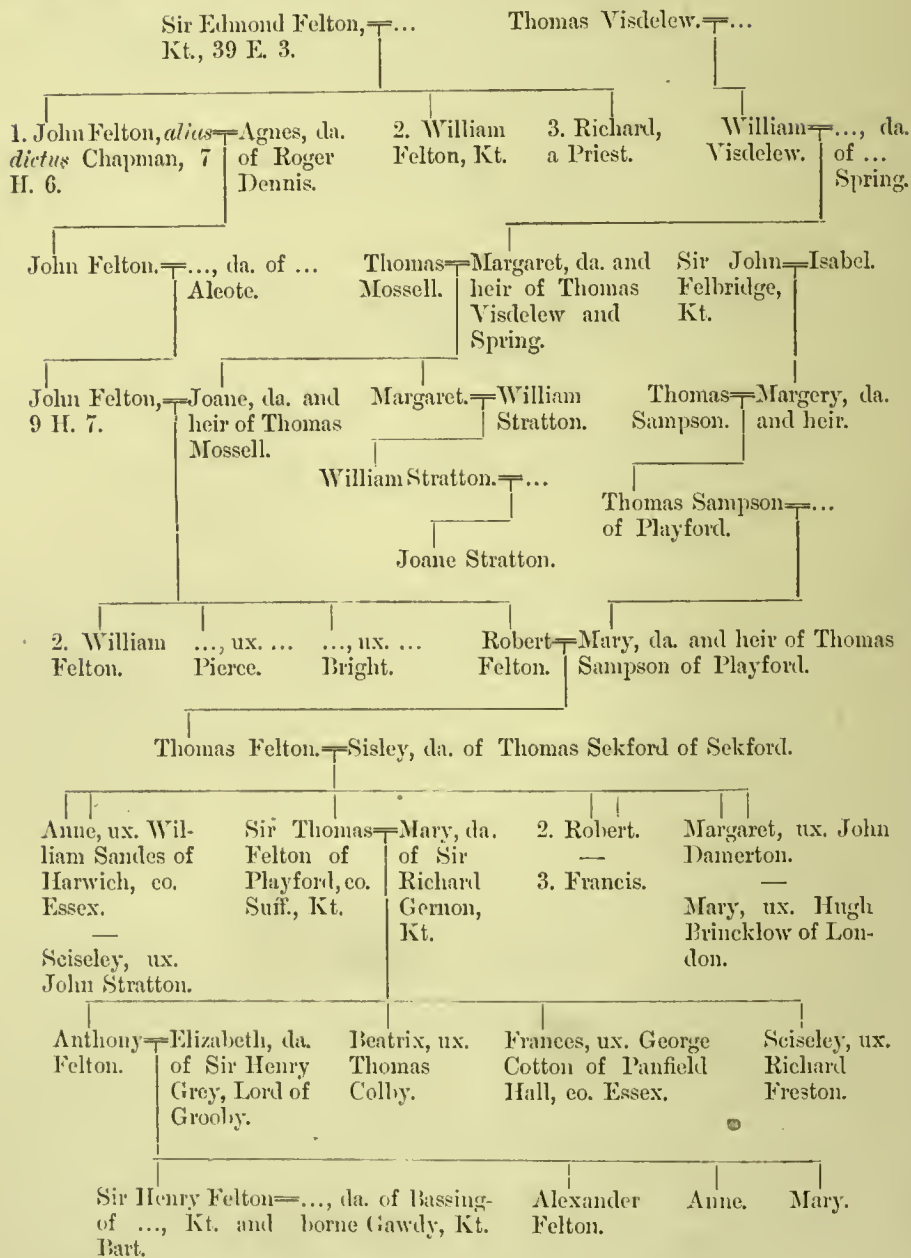 Sir Edmond Felton,=...
Kt., 39 E. 3.
Thomas Visdelew.=...
1. John Felton, alias
dictus Chapman, 7
H. 6.
=Agnes, da.
of Roger
Dennis.
2. William
Felton, Kt.
3. Richard,
a Priest.
William
Visdelew.
=..., da.
of ...
Spring.
John Felton.=..., da. of ...
Alcote.
Thomas
Mossell.
=Margaret, da. and
heir of Thomas
Visdelew and
Spring.
Sir John
Felbridge,
Kt.
=Isabel.
John Felton,
9 H. 7.
=Joane, da. and
heir of Thomas
Mossell.
Margaret.=William
Stratton.
Thomas
Sampson.
=Margery, da.
and heir.
William Stratton.=...
Thomas Sampson=...
of Playford.
Joane Stratton.
2. William
Felton.
..., ux. ...
Pierce.
..., ux. ...
Bright.
Robert
Felton.
=Mary, da. and heir of Thomas
Sampson of Playford.
Thomas Felton.=Sisley, da. of Thomas Sekford of Sekford.
Anne, ux. Wil-
liam Sandes of
Harwich, co.
Essex.
—
Sciseley, ux.
John Stratton.
Sir Thomas
Felton of
Playford, co.
Suff., Kt.
=Mary, da.
of Sir
Richard
Gernon,
Kt.
2. Robert.
—
3. Francis.
Margaret, ux. John
Damerton.
—
Mary, ux. Hugh
Brincklow of Lon-
don.
Anthony
Felton.
=Elizabeth, da.
of Sir Henry
Grey, Lord of
Grooby.
Beatrix, ux.
Thomas
Colby.
Frances, ux. George
Cotton of Panfield
Hall, co. Essex.
Sciseley, ux.
Richard
Freston.
Sir Henry Felton
of ..., Kt. and
Bart.
=..., da. of Bassing-
borne Gawdy, Kt.
Alexander
Felton.
Anne.
Mary.